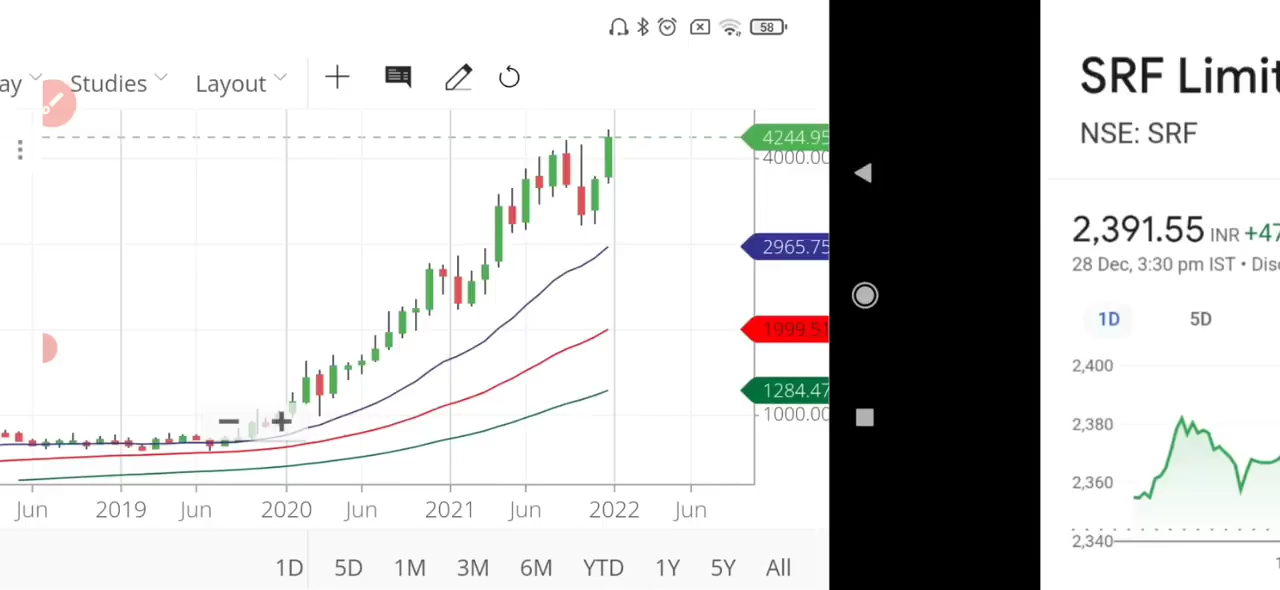 58
ay Studies Layout
4244.95
4000.00
2965.75
1999.51
1284.47
1000.00
Jun 2019 Jun 2020 Jun 2021 Jun 2022 Jun
1D 5D 1M 3M 6M YTD 1Y 5Y All
SRF Limit
NSE: SRF
2,391.55 INR +47
28 Dec, 3:30 pm IST • Disc
1D 5D
2,400
2,380
2,360
2,340
1